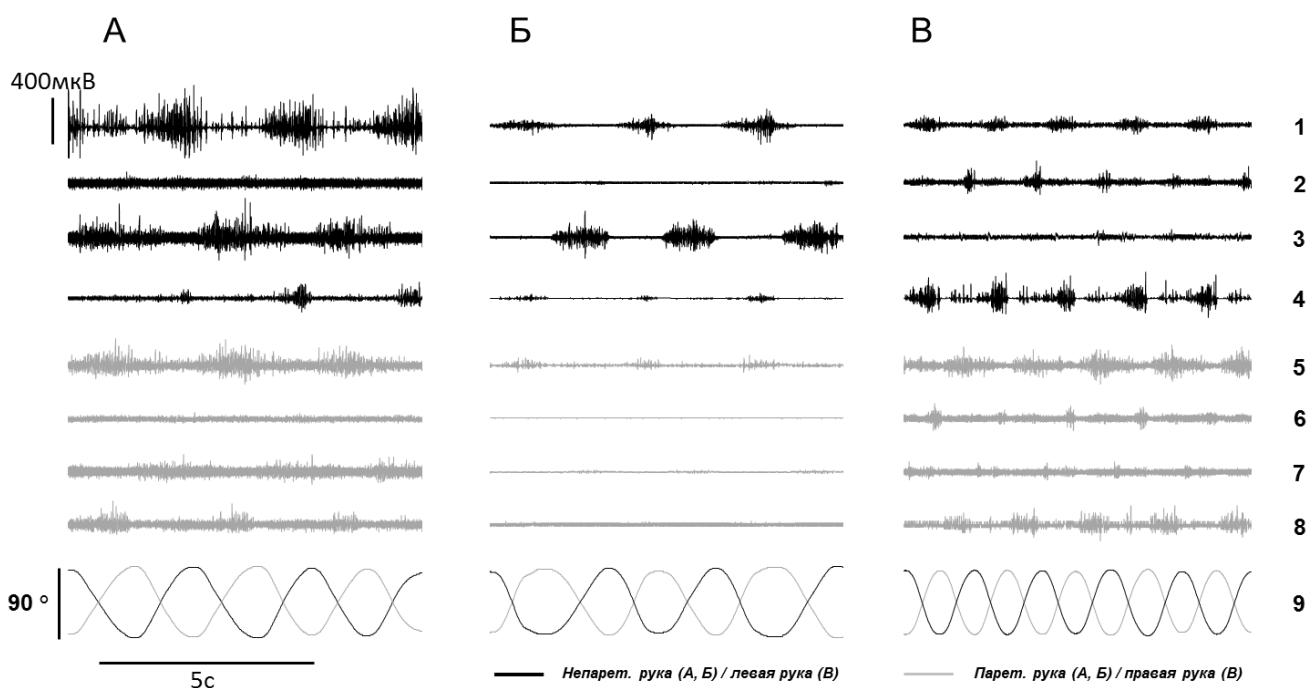 А Б В
400мкВ
1
2
3
4
5
6
7
8
90 ° 9
5с
Непарет. рука (А, Б) / левая рука (В) Парет. рука (А, Б) / правая рука (В)